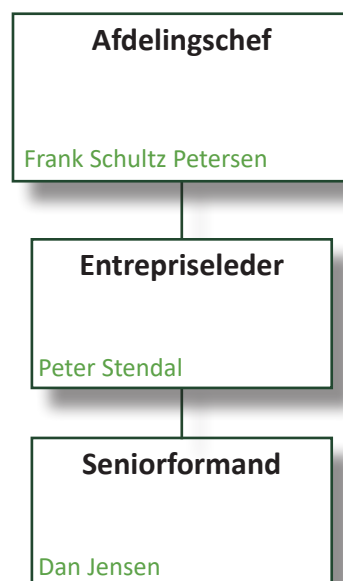 Afdelingschef
Frank Schultz Petersen
Entrepriseleder
Peter Stendal
Seniorformand
Dan Jensen